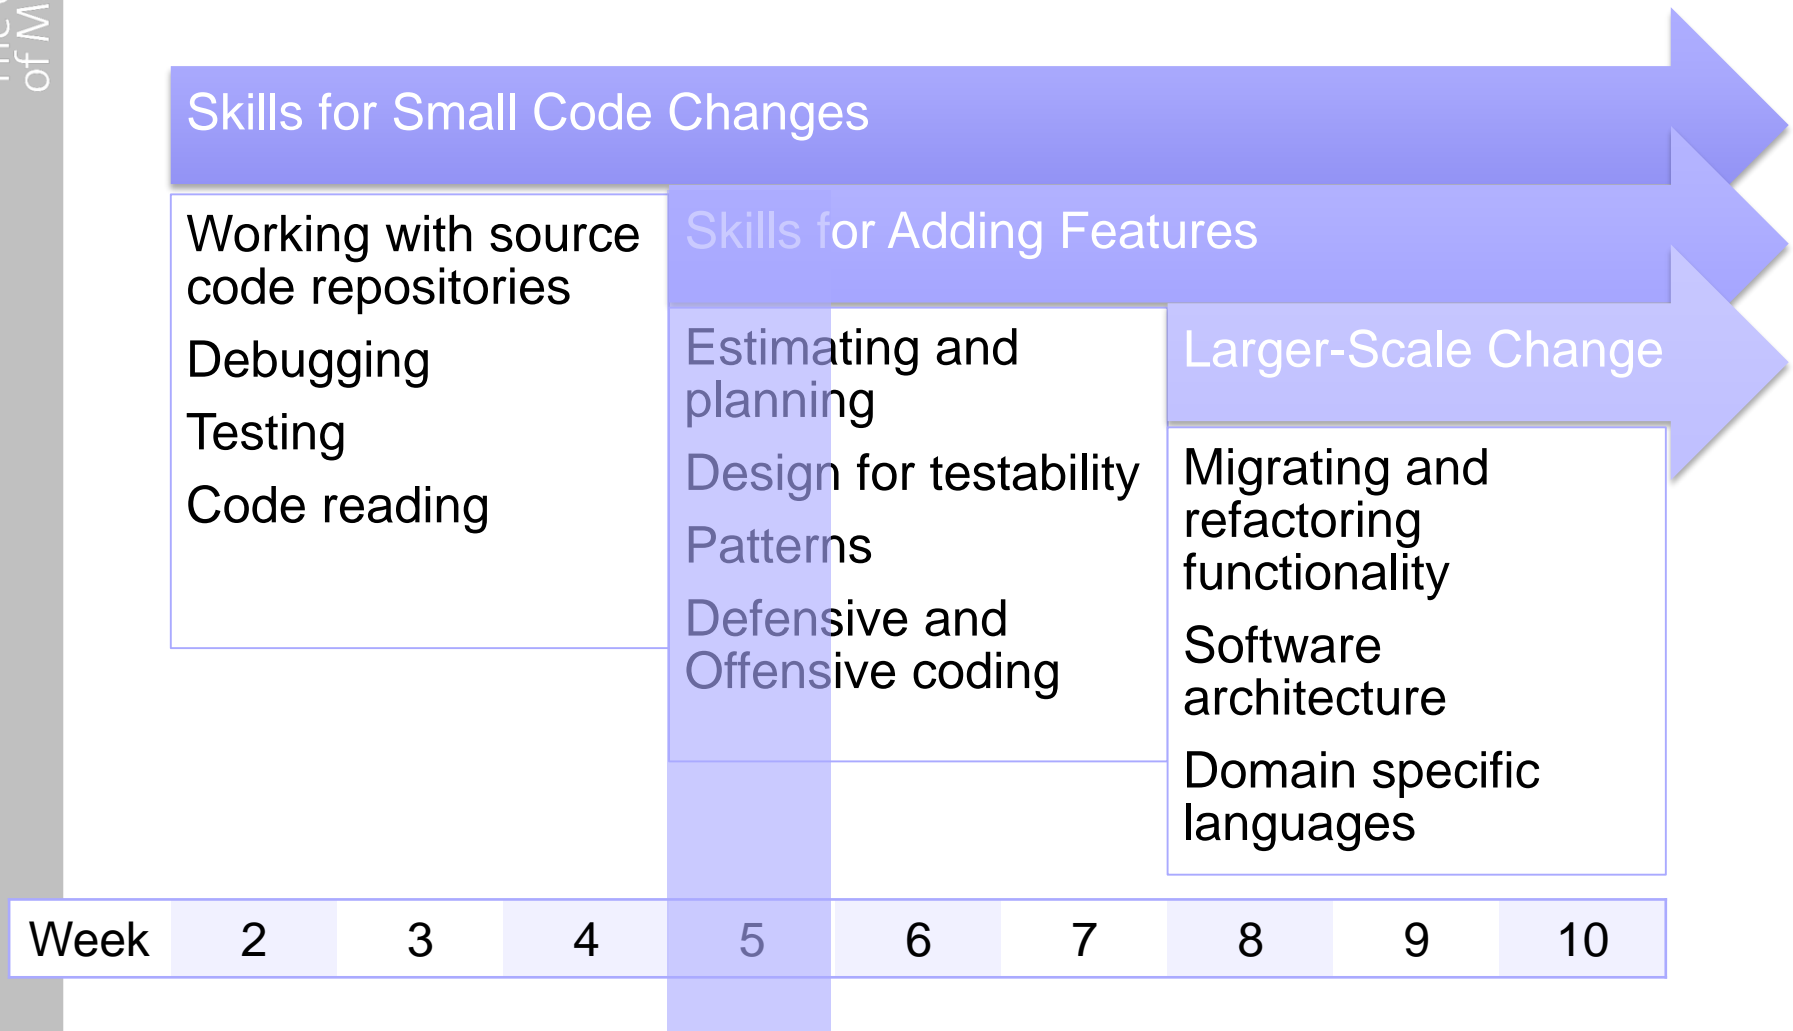 of M
Skills for Small Code Changes
Working with source
code repositories
Debugging
Testing
Code reading
Skills for Adding Features
Estimating and
planning
Design for testability
Patterns
Defensive and
Offensive coding
Larger-Scale Change
Migrating and
refactoring
functionality
Software
architecture
Domain specific
languages
Week 2 3 4 5 6 7 8 9 10